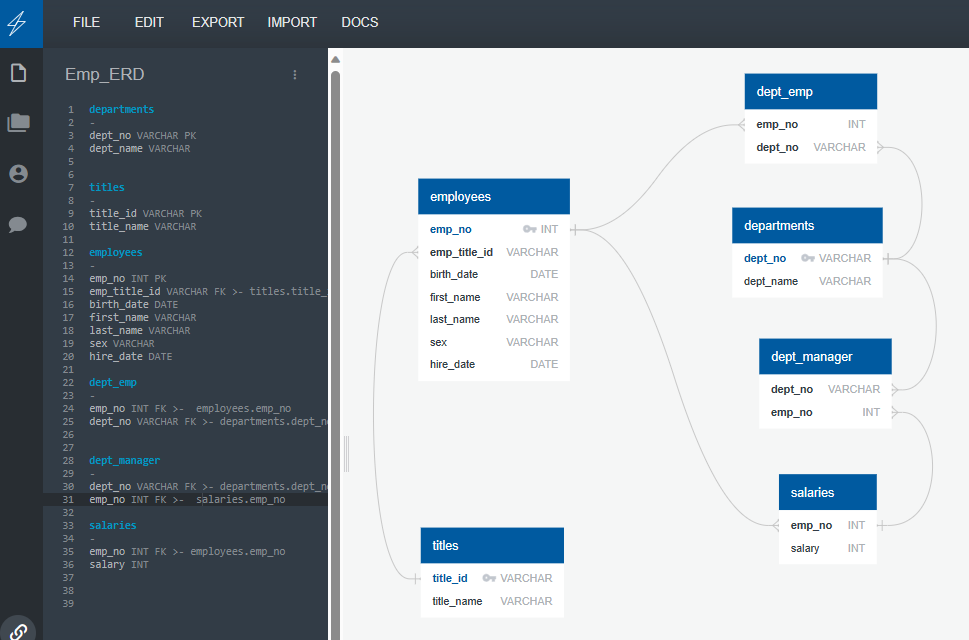 FILE EDIT EXPORT IMPORT DOCS
Emp_ERD
1 departments
2 -
3 dept_no VARCHAR PK
4 dept_name VARCHAR
5
6
7 titles
8 -
9 title_id VARCHAR PK
10 title_name VARCHAR
11
12 employees
13 -
14 emp_no INT PK
15 emp_title_id VARCHAR FK >- titles.title_
16 birth_date DATE
17 first_name VARCHAR
18 last_name VARCHAR
19 sex VARCHAR
20 hire_date DATE
21
22 dept_emp
23 -
24 emp_no INT FK >-  employees.emp_no
25 dept_no VARCHAR FK >- departments.dept_n
26
27
28 dept_manager
29 -
30 dept_no VARCHAR FK >- departments.dept_n
31 emp_no INT FK >-  salaries.emp_no
32
33 salaries
34 -
35 emp_no INT FK >- employees.emp_no
36 salary INT
37
38
39
employees
emp_no INT
emp_title_id VARCHAR
birth_date DATE
first_name VARCHAR
last_name VARCHAR
sex VARCHAR
hire_date DATE
titles
title_id VARCHAR
title_name VARCHAR
dept_emp
emp_no INT
dept_no VARCHAR
departments
dept_no VARCHAR
dept_name VARCHAR
dept_manager
dept_no VARCHAR
emp_no INT
salaries
emp_no INT
salary INT